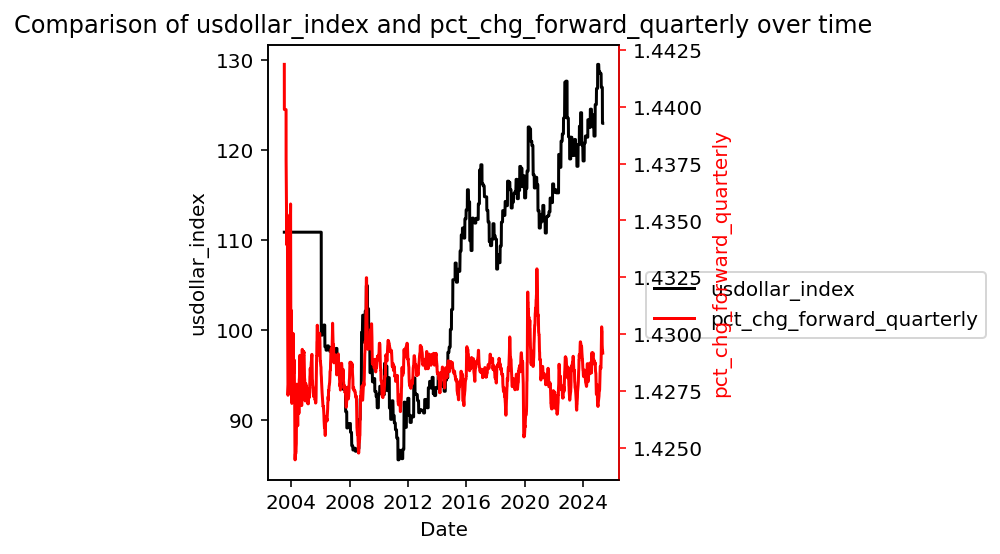 Comparison of usdollar_index and pct_chg_forward_quarterly over time
130
120
110
100
90
usdollar_index
1.4425
1.4400
1.4375
1.4350
1.4325
1.4300
1.4275
1.4250
pct_chg_forward_quarterly
usdollar_index
pct_chg_forward_quarterly
2004 2008 2012 2016 2020 2024
Date